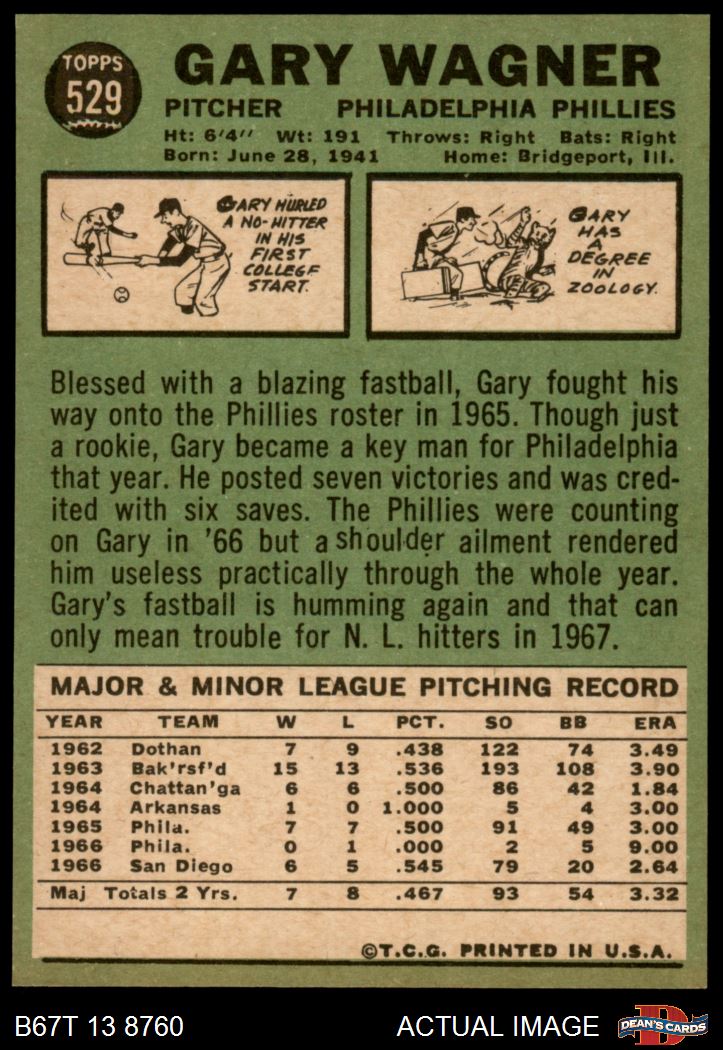 TOPPS
529
GARY WAGNER
PITCHER PHILADELPHIA PHILLIES
Ht: 6'4" Wt: 191 Throws: Right Bats: Right
Born: June 28, 1941 Home: Bridgeport, Ill.
GARY HURLED
A NO-HITTER
IN HIS
FIRST
COLLEGE
START.
GARY
HAS
A
DEGREE
IN
ZOOLOGY.
Blessed with a blazing fastball, Gary fought his
way onto the Phillies roster in 1965. Though just
a rookie, Gary became a key man for Philadelphia
that year. He posted seven victories and was cred-
ited with six saves. The Phillies were counting
on Gary in '66 but a shoulder ailment rendered
him useless practically through the whole year.
Gary's fastball is humming again and that can
only mean trouble for N. L. hitters in 1967.
MAJOR & MINOR LEAGUE PITCHING RECORD
YEAR TEAM W L PCT. SO BB ERA
1962 Dothan 7 9 .438 122 74 3.49
1963 Bak'rsf'd 15 13 .536 193 108 3.90
1964 Chattan'ga 6 6 .500 86 42 1.84
1964 Arkansas 1 0 1.000 5 4 3.00
1965 Phila. 7 7 .500 91 49 3.00
1966 Phila. 0 1 .000 2 5 9.00
1966 San Diego 6 5 .545 79 20 2.64
Maj Totals 2 Yrs. 7 8 .467 93 54 3.32
©T.C.G. PRINTED IN U.S.A.
B67T 13 8760 ACTUAL IMAGE DEAN'S CARDS